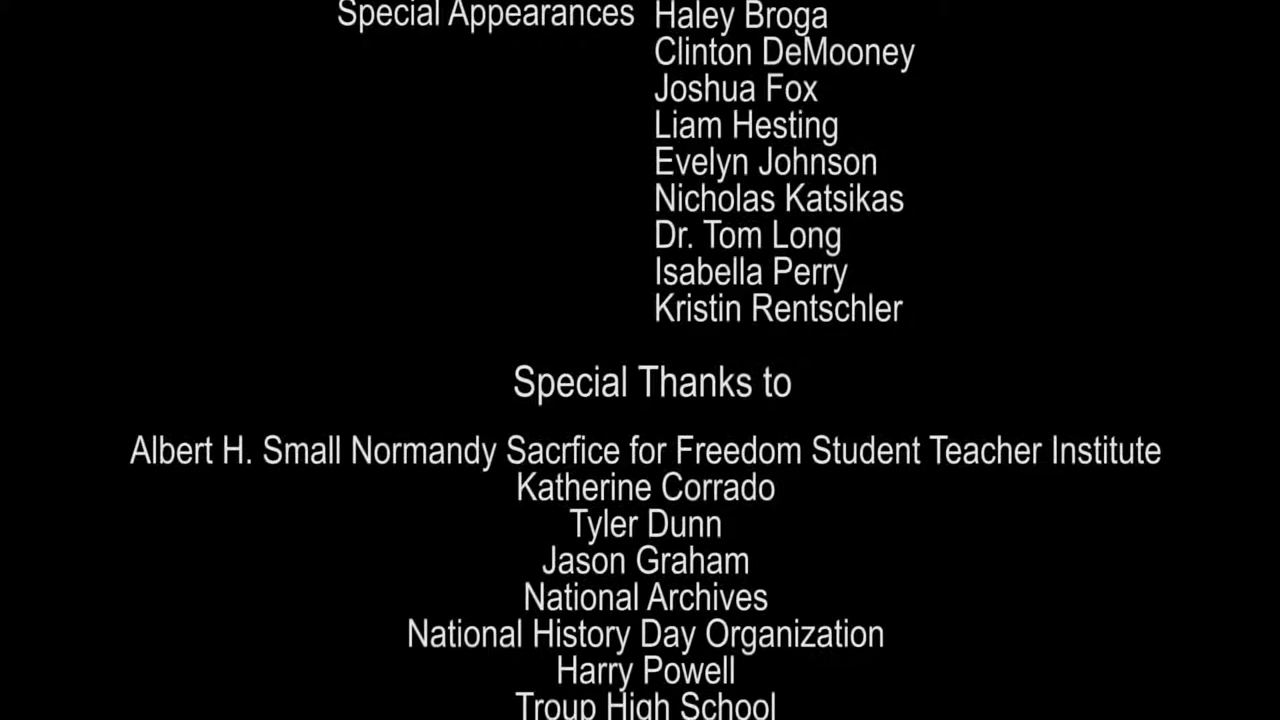 Special Appearances Haley Broga
Clinton DeMooney
Joshua Fox
Liam Hesting
Evelyn Johnson
Nicholas Katsikas
Dr. Tom Long
Isabella Perry
Kristin Rentschler
Special Thanks to
Albert H. Small Normandy Sacrfice for Freedom Student Teacher Institute
Katherine Corrado
Tyler Dunn
Jason Graham
National Archives
National History Day Organization
Harry Powell
Troup High School